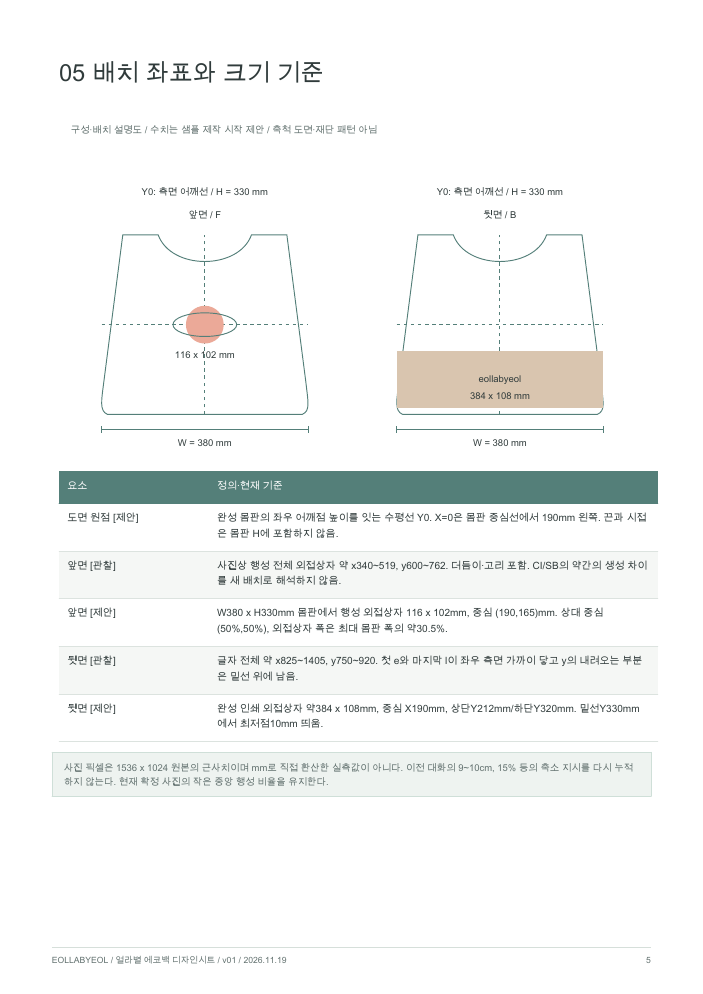 05 배치 좌표와 크기 기준
구성·배치 설명도 / 수치는 샘플 제작 시작 제안 / 측척 도면·재단 패턴 아님
Y0: 측면 어깨선 / H = 330 mm
앞면 / F
116 x 102 mm
W = 380 mm
Y0: 측면 어깨선 / H = 330 mm
뒷면 / B
eollabyeol
384 x 108 mm
W = 380 mm
요소 정의·현재 기준
도면 원점 [제안] 완성 몸판의 좌우 어깨점 높이를 잇는 수평선 Y0. X=0은 몸판 중심선에서 190mm 왼쪽. 끈과 시접
은 몸판 H에 포함하지 않음.
앞면 [관찰] 사진상 행성 전체 외접상자 약 x340~519, y600~762. 더듬이·고리 포함. CI/SB의 약간의 생성 차이
를 새 배치로 해석하지 않음.
앞면 [제안] W380 x H330mm 몸판에서 행성 외접상자 116 x 102mm, 중심 (190,165)mm. 상대 중심
(50%,50%), 외접상자 폭은 최대 몸판 폭의 약30.5%.
뒷면 [관찰] 글자 전체 약 x825~1405, y750~920. 첫 e와 마지막 l이 좌우 측면 가까이 닿고 y의 내려오는 부분
은 밑선 위에 남음.
뒷면 [제안] 완성 인쇄 외접상자 약384 x 108mm, 중심 X190mm, 상단Y212mm/하단Y320mm. 밑선Y330mm
에서 최저점10mm 띄움.
사진 픽셀은 1536 x 1024 원본의 근사치이며 mm로 직접 환산한 실측값이 아니다. 이전 대화의 9~10cm, 15% 등의 축소 지시를 다시 누적
하지 않는다. 현재 확정 사진의 작은 중앙 행성 비율을 유지한다.
EOLLABYEOL / 얼라별 에코백 디자인시트 / v01 / 2026.11.19 5